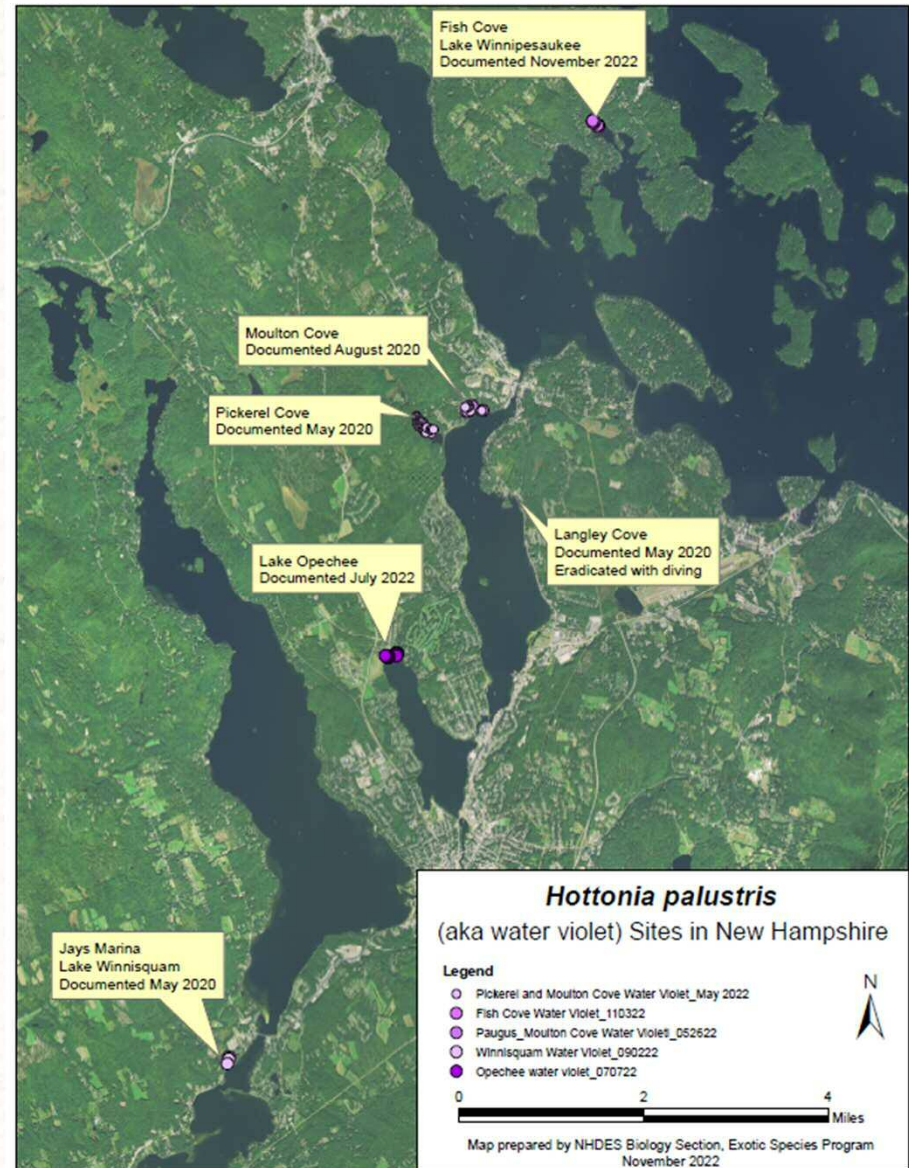 Fish Cove
Lake Winnipesaukee
Documented November 2022
Moulton Cove
Documented August 2020
Pickerel Cove
Documented May 2020
Langley Cove
Documented May 2020
Eradicated with diving
Lake Opechee
Documented July 2022
Jays Marina
Lake Winnisquam
Documented May 2020
Hottonia palustris
(aka water violet) Sites in New Hampshire
Legend
Pickerel and Moulton Cove Water Violet_May 2022
Fish Cove Water Violet_110322
Paugus_Moulton Cove Water Violetl_052622
Winnisquam Water Violet_090222
Opechee water violet_070722
N
0 2 4
Miles
Map prepared by NHDES Biology Section, Exotic Species Program
November 2022